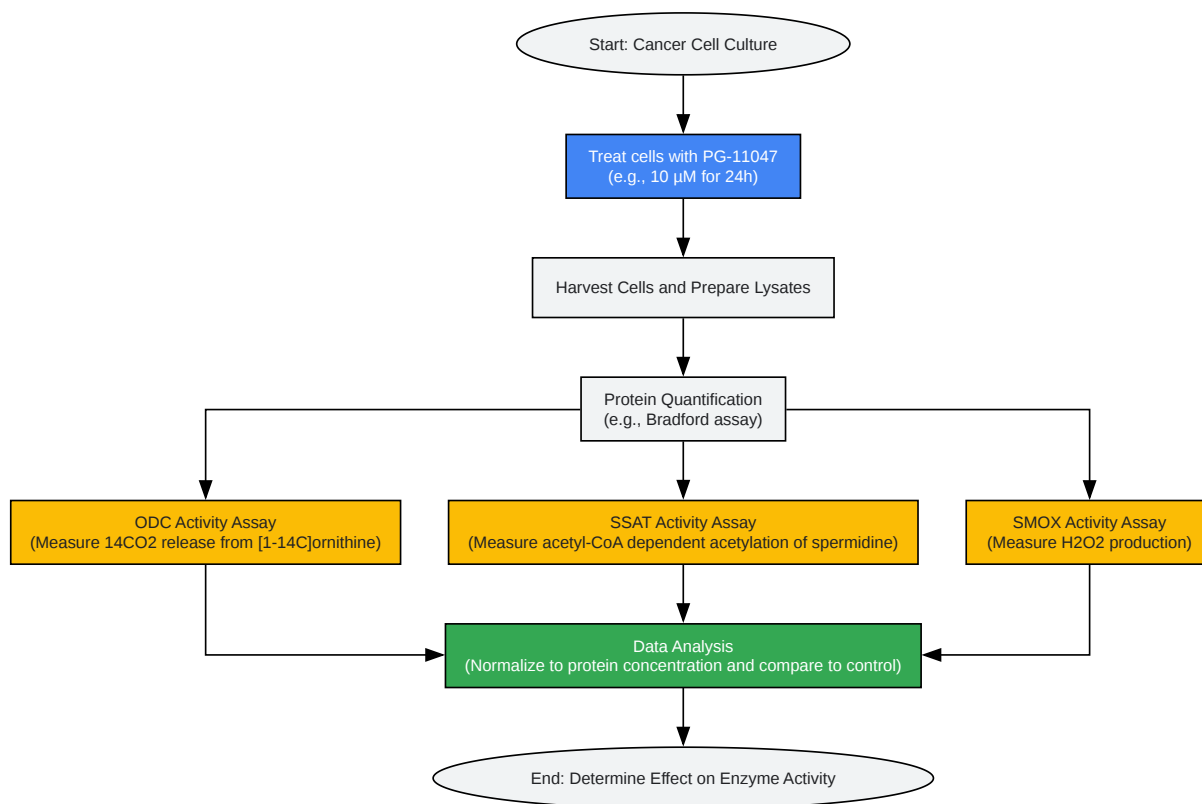 Start: Cancer Cell Culture
Treat cells with PG-11047
(e.g., 10 µM for 24h)
Harvest Cells and Prepare Lysates
Protein Quantification
(e.g., Bradford assay)
ODC Activity Assay
(Measure 14CO2 release from [1-14C]ornithine)
SSAT Activity Assay
(Measure acetyl-CoA dependent acetylation of spermidine)
SMOX Activity Assay
(Measure H2O2 production)
Data Analysis
(Normalize to protein concentration and compare to control)
End: Determine Effect on Enzyme Activity